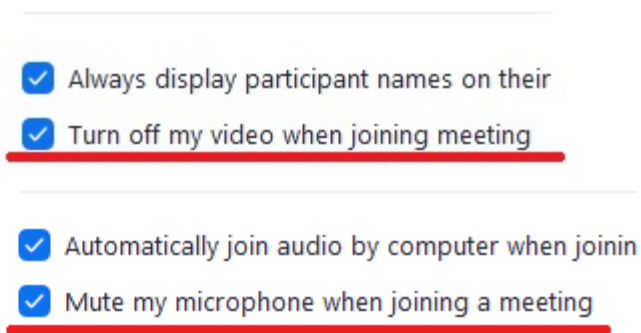 Always display participant names on their
Turn off my video when joining meeting
Automatically join audio by computer when joinin
Mute my microphone when joining a meeting